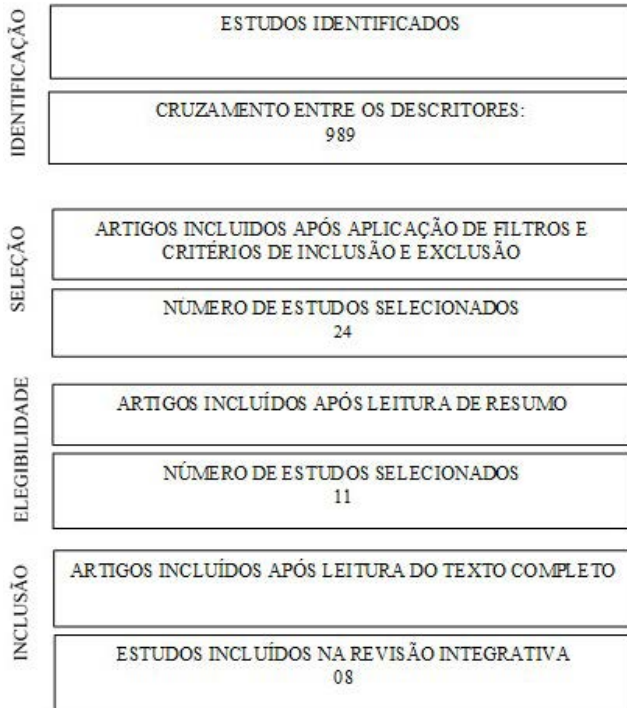 IDENTIFICAÇÃO
ESTUDOS IDENTIFICADOS
CRUZAMENTO ENTRE OS DESCRITORES:
989
SELEÇÃO
ARTIGOS INCLUIDOS APÓS APLICAÇÃO DE FILTROS E
CRITÉRIOS DE INCLUSÃO E EXCLUSÃO
NÚMERO DE ESTUDOS SELECIONADOS
24
ELEGIBILIDADE
ARTIGOS INCLUÍDOS APÓS LEITURA DE RESUMO
NÚMERO DE ESTUDOS SELECIONADOS
11
INCLUSÃO
ARTIGOS INCLUÍDOS APÓS LEITURA DO TEXTO COMPLETO
ESTUDOS INCLUÍDOS NA REVISÃO INTEGRATIVA
08